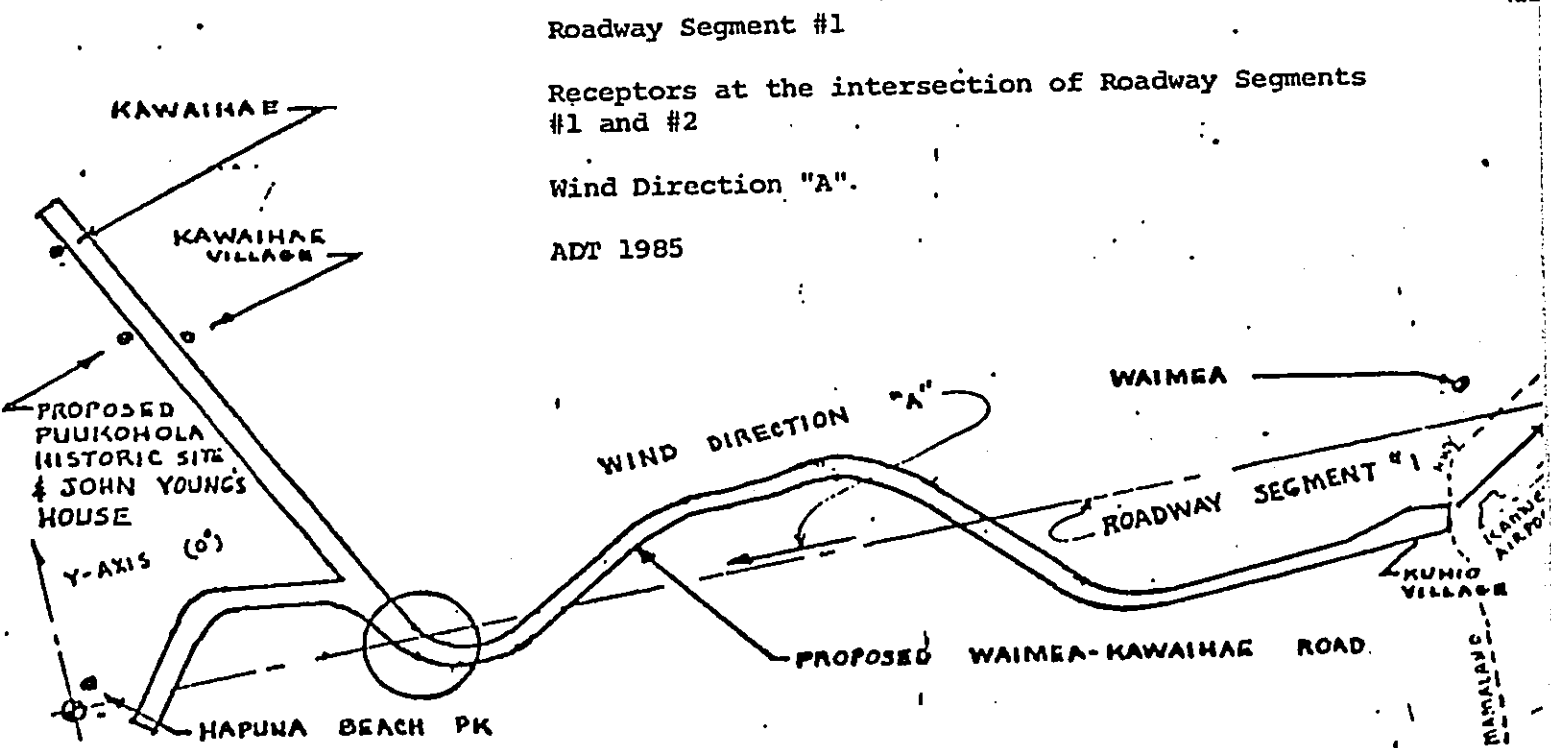 Roadway Segment #1
Receptors at the intersection of Roadway Segments
#1 and #2
Wind Direction "A".
ADT 1985
KAWAIHAE
KAWAIHAE
VILLAGE
PROPOSED
PUUKOHOLA
HISTORIC SITE
& JOHN YOUNG'S
HOUSE
Y-AXIS (0°)
WIND DIRECTION "A"
WAIMEA
ROADWAY SEGMENT #1
HWY
KUHIO
VILLAGE
PROPOSED WAIMEA-KAWAIHAE ROAD.
HAPUNA BEACH PK